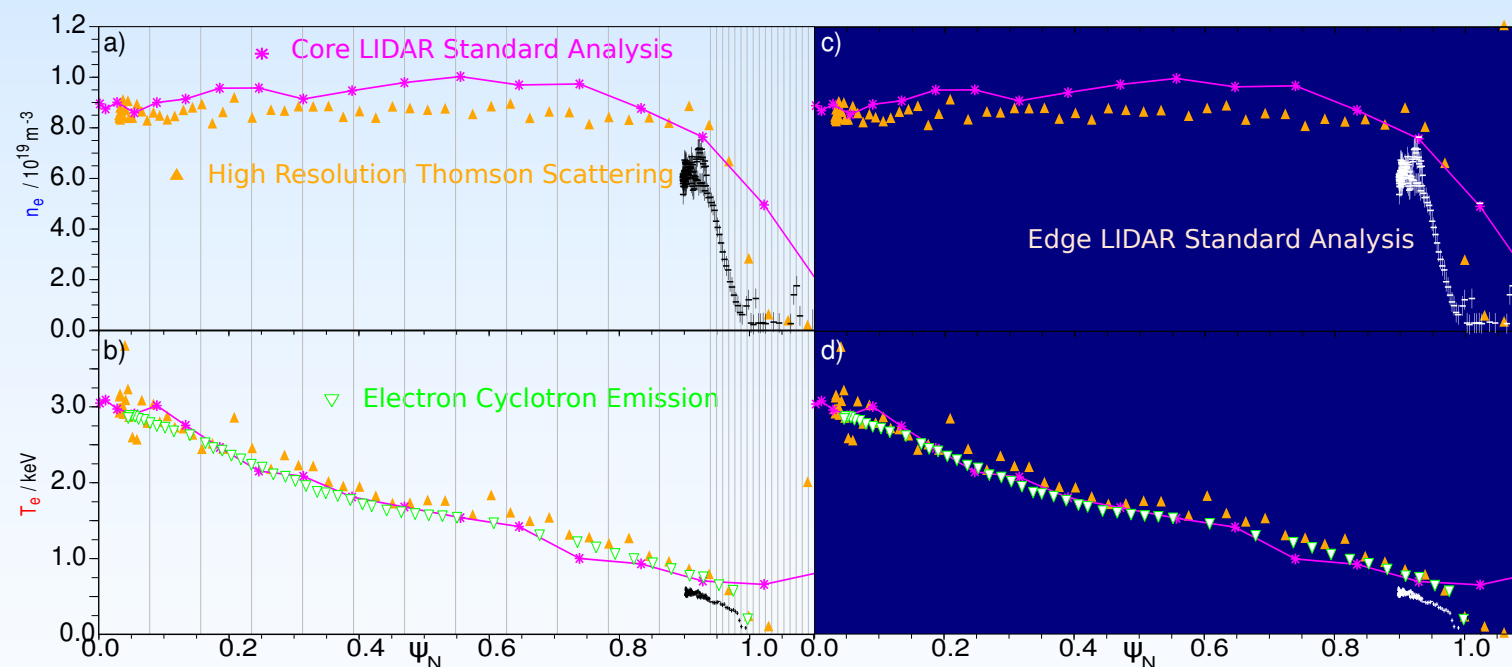 1.2
a)
Core LIDAR Standard Analysis
c)
1.0
8.0
High Resolution Thomson Scattering
6.0
n_e / 10^19 m^-3
4.0
Edge LIDAR Standard Analysis
2.0
0.0
b)
d)
Electron Cyclotron Emission
3.0
2.0
T_e / keV
1.0
0.0
0.0 0.2 Ψ_N 0.4 0.6 0.8 1.0
0.0 0.2 0.4 Ψ_N 0.6 0.8 1.0